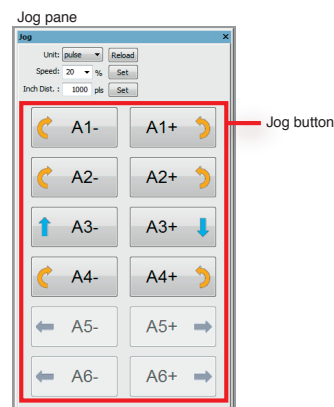 Jog pane
Jog ×
Unit: pulse Reload
Speed: 20 % Set
Inch Dist. : 1000 pls Set
A1- A1+
Jog button
A2- A2+
A3- A3+
A4- A4+
A5- A5+
A6- A6+